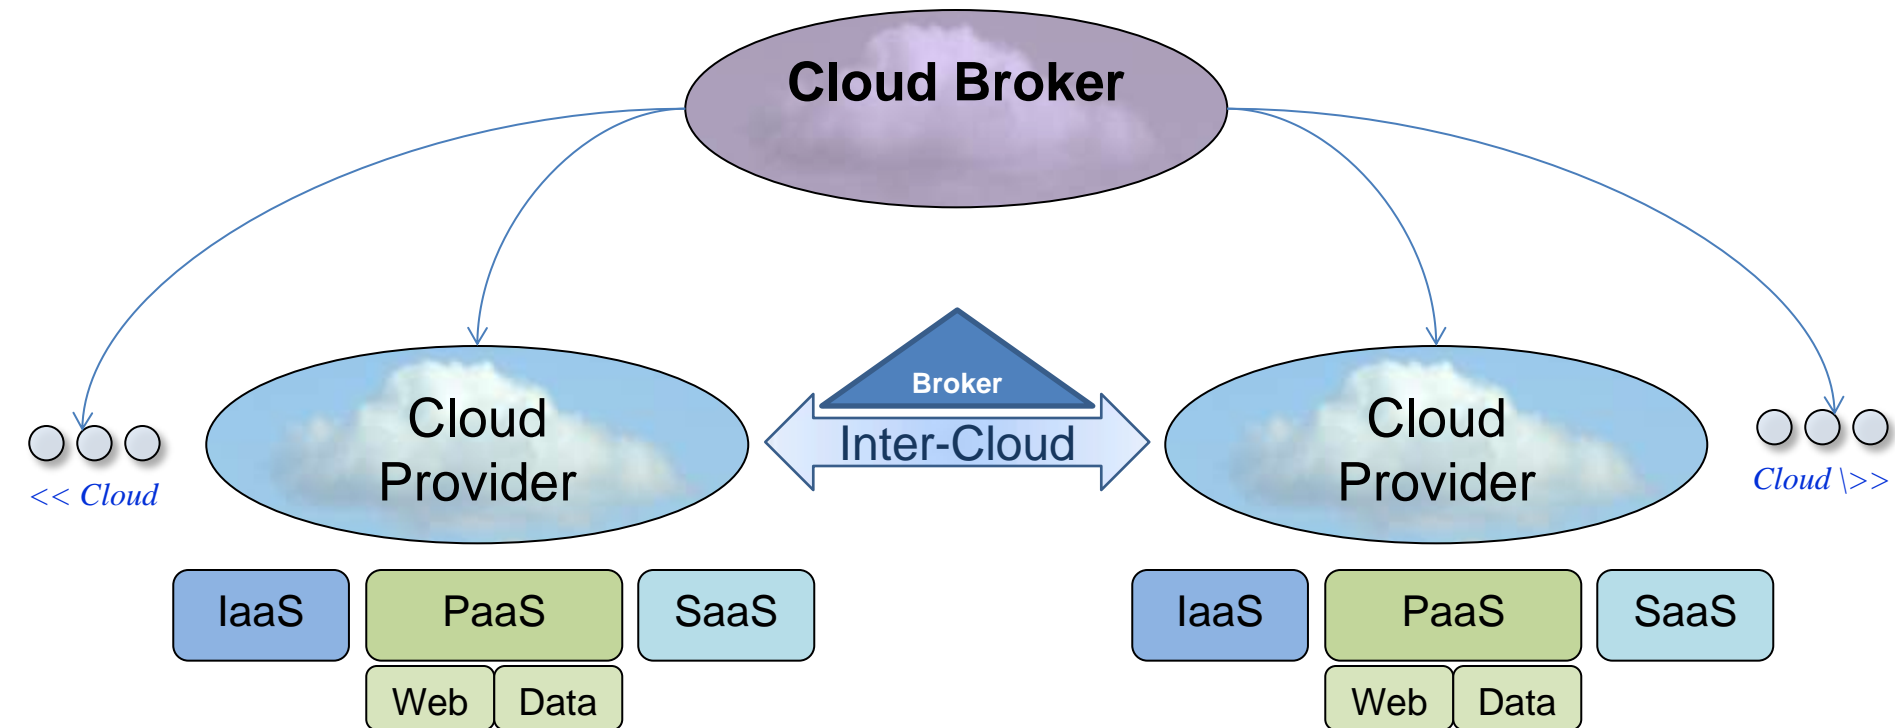 Cloud Broker
Broker
Cloud
Provider
Inter-Cloud
Cloud
Provider
<< Cloud
Cloud \>>
IaaS
PaaS
SaaS
IaaS
PaaS
SaaS
Web
Data
Web
Data